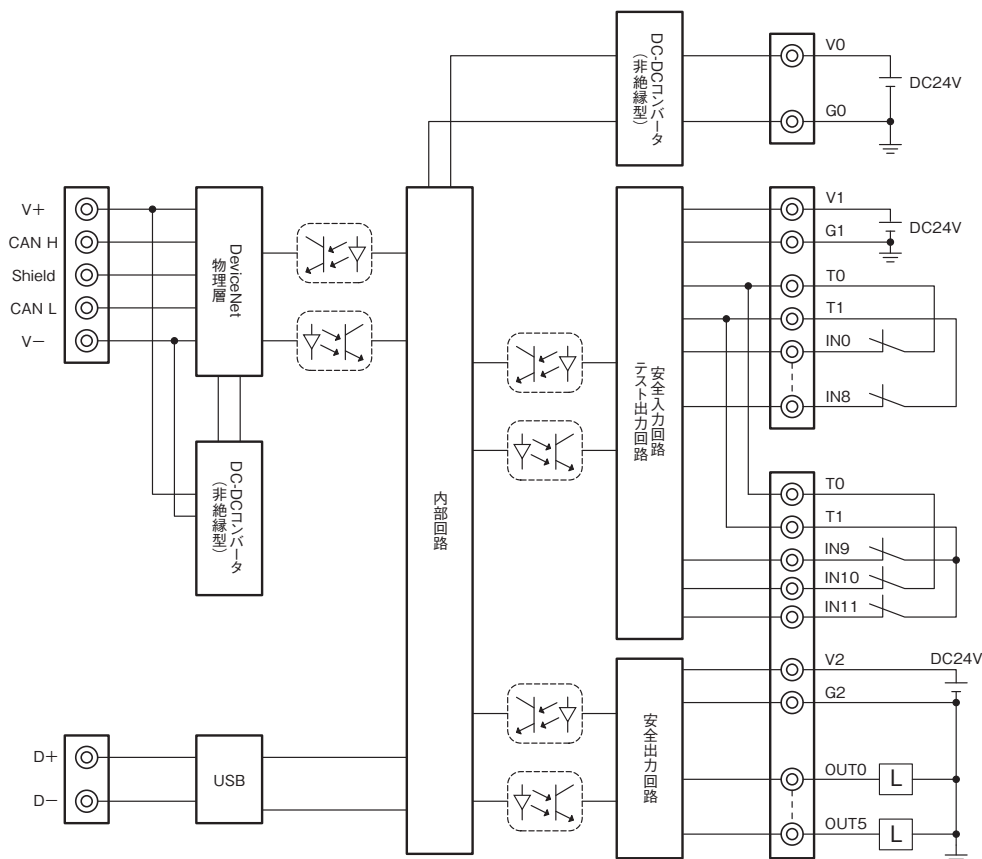 V0
DC24V
G0
DC-DCコンバータ
(非絶縁型)
V+
CAN H
Shield
CAN L
V−
DeviceNet
物理層
DC-DCコンバータ
(非絶縁型)
内部回路
安全入力回路
テスト出力回路
V1
DC24V
G1
T0
T1
IN0
IN8
T0
T1
IN9
IN10
IN11
V2
DC24V
G2
安全出力回路
OUT0
L
OUT5
L
D+
D−
USB